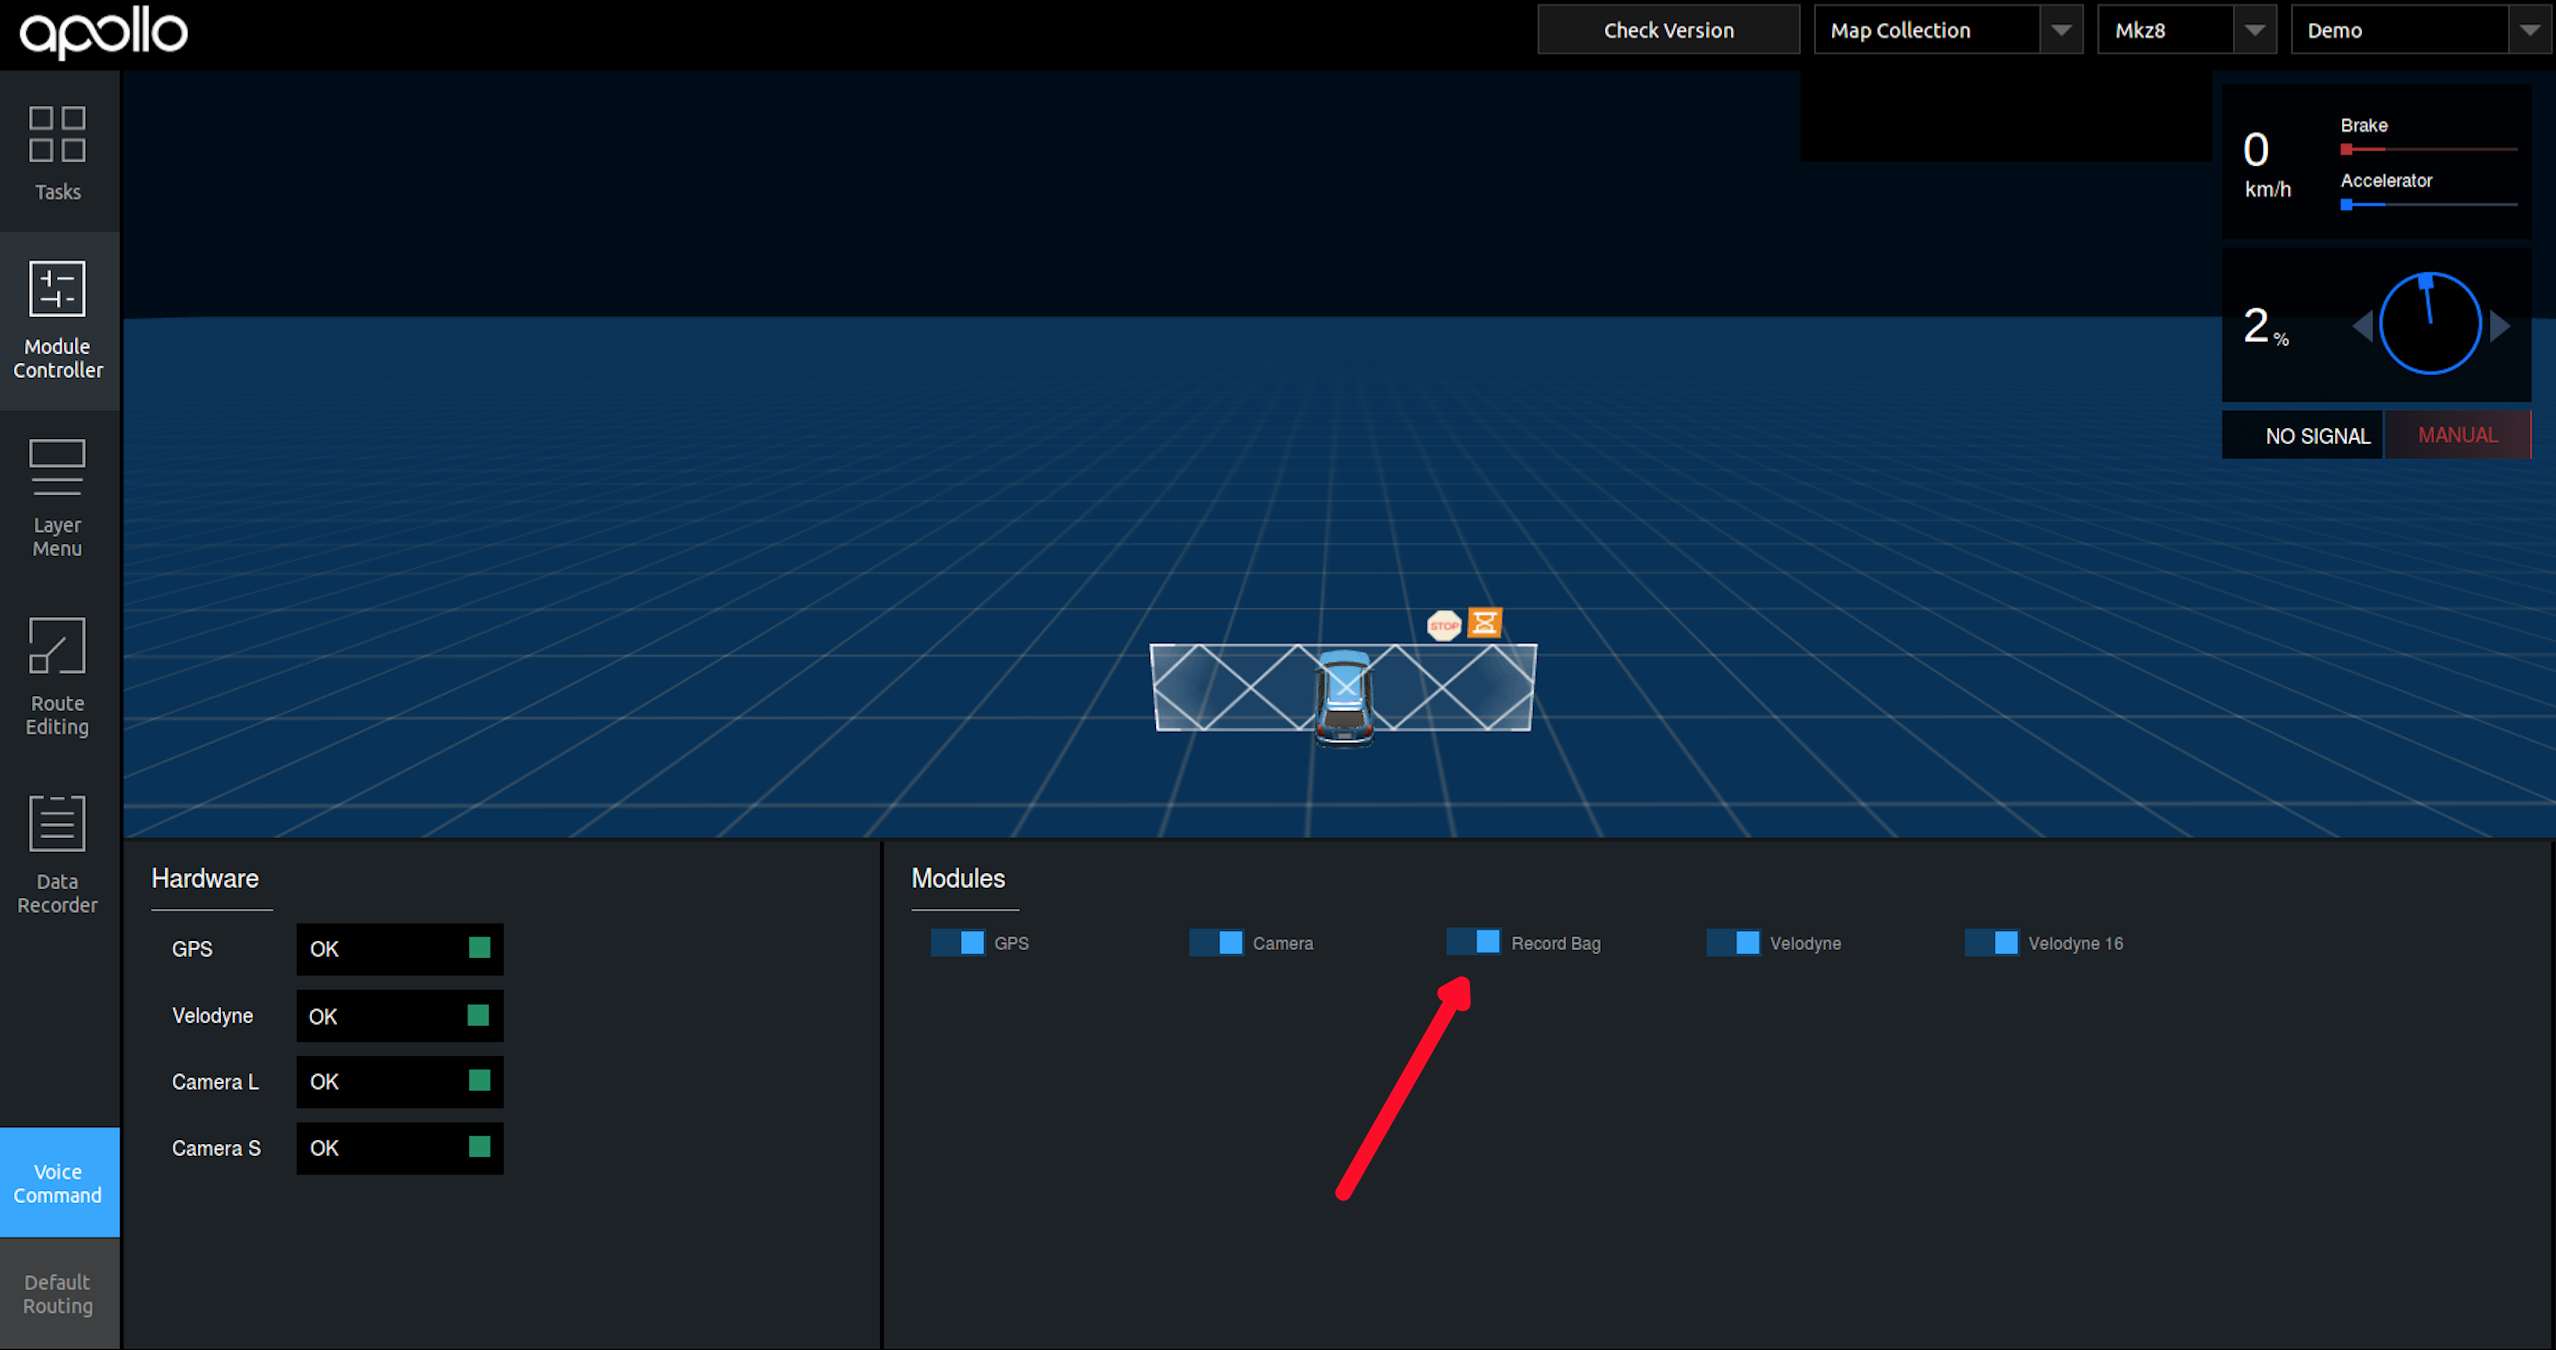 apollo
Check Version
Map Collection
Mkz8
Demo
Tasks
Module
Controller
Layer
Menu
Route
Editing
Data
Recorder
Voice
Command
Default
Routing
0
km/h
Brake
Accelerator
2 %
NO SIGNAL
MANUAL
STOP
Hardware
GPS OK
Velodyne OK
Camera L OK
Camera S OK
Modules
GPS
Camera
Record Bag
Velodyne
Velodyne 16